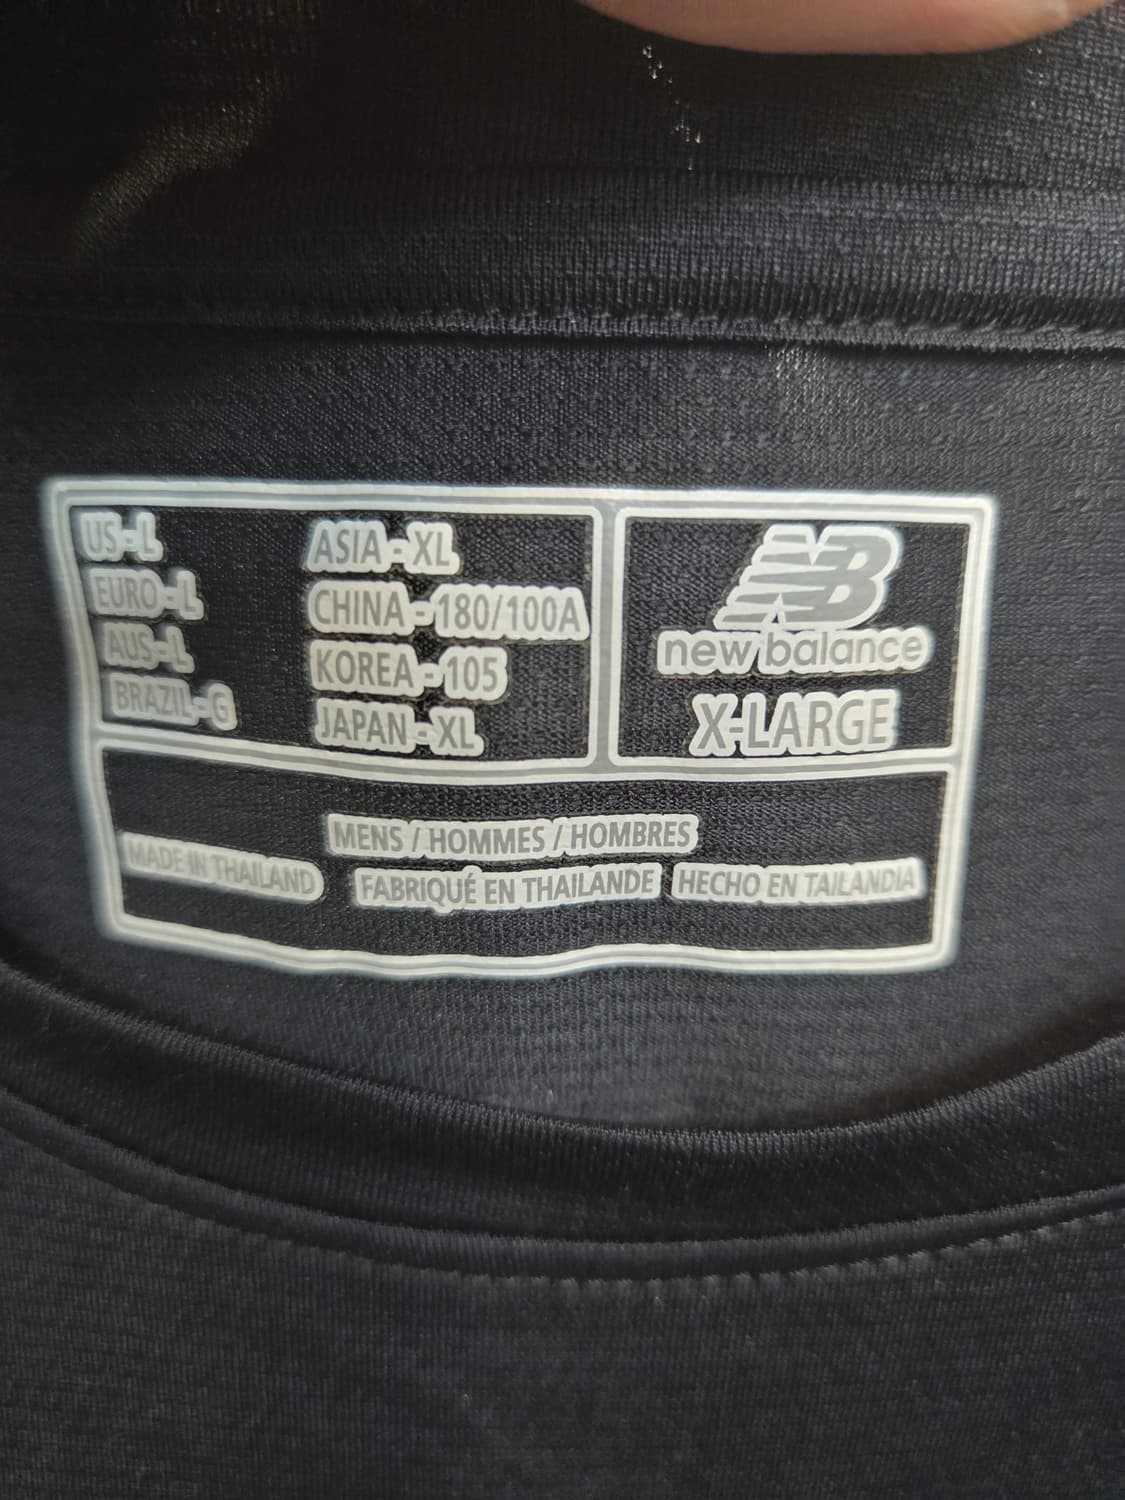 US-L
EURO-L
AUS-L
BRAZIL-G
ASIA-XL
CHINA-180/100A
KOREA-105
JAPAN-XL
NB
new balance
X-LARGE
MENS / HOMMES / HOMBRES
MADE IN THAILAND FABRIQUÉ EN THAILANDE HECHO EN TAILANDIA